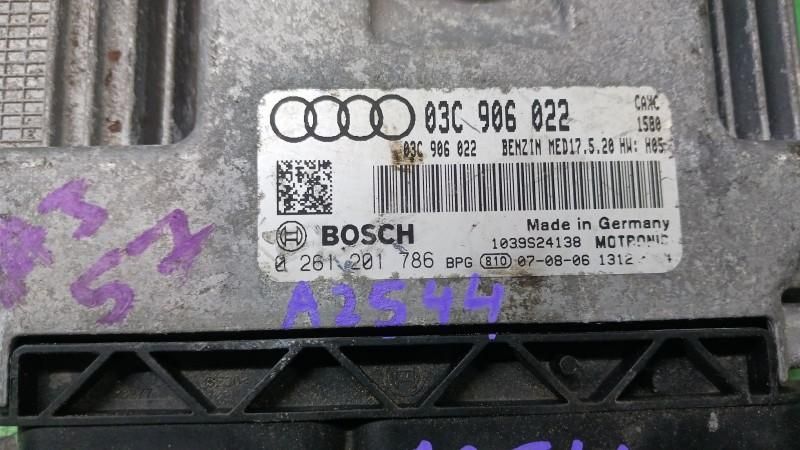 03C 906 022 CAXC
1580
03C 906 022 BENZIN MED17.5.20 HW: H05
Made in Germany
BOSCH 1039S24138 MOTRONIC
0 261 201 786 BPG 810 07-08-06 1312
A2544
57